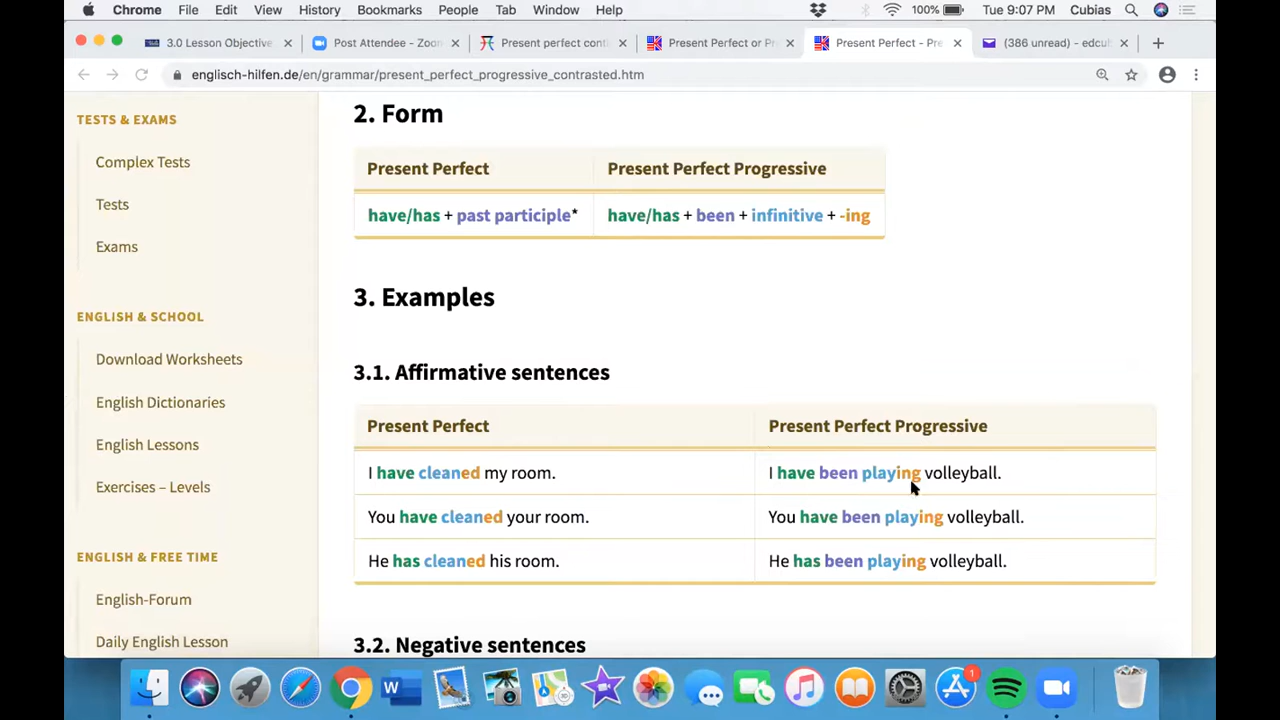 Chrome File Edit View History Bookmarks People Tab Window Help 100% Tue 9:07 PM Cubias
3.0 Lesson Objective Post Attendee - Zoom Present perfect cont Present Perfect or Pr Present Perfect - Pre (386 unread) - edcub
englisch-hilfen.de/en/grammar/present_perfect_progressive_contrasted.htm
TESTS & EXAMS
Complex Tests
Tests
Exams
ENGLISH & SCHOOL
Download Worksheets
English Dictionaries
English Lessons
Exercises – Levels
ENGLISH & FREE TIME
English-Forum
Daily English Lesson
2. Form
Present Perfect Present Perfect Progressive
have/has + past participle* have/has + been + infinitive + -ing
3. Examples
3.1. Affirmative sentences
Present Perfect Present Perfect Progressive
I have cleaned my room. I have been playing volleyball.
You have cleaned your room. You have been playing volleyball.
He has cleaned his room. He has been playing volleyball.
3.2. Negative sentences
W
1